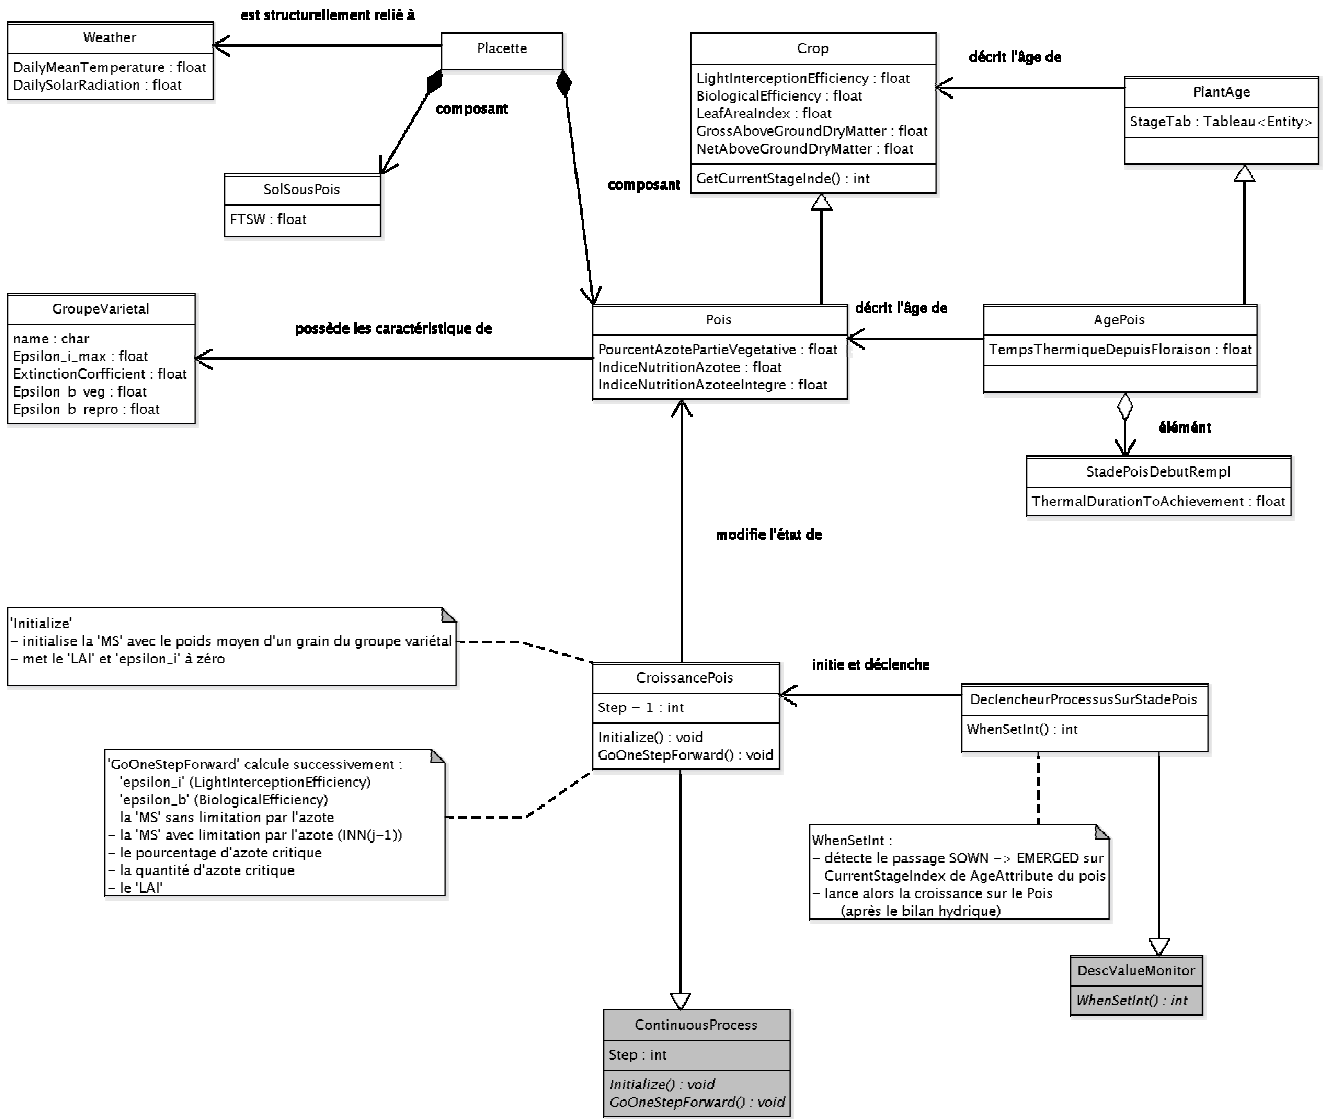 est structurellement relié à
Weather
DailyMeanTemperature : float
DailySolarRadiation : float
Placette
composant
composant
SolSousPois
FTSW : float
Crop
LightInterceptionEfficiency : float
BiologicalEfficiency : float
LeafAreaIndex : float
GrossAboveGroundDryMatter : float
NetAboveGroundDryMatter : float
GetCurrentStageInde() : int
décrit l'âge de
PlantAge
StageTab : Tableau<Entity>
GroupeVarietal
name : char
Epsilon_i_max : float
ExtinctionCorfficient : float
Epsilon_b_veg : float
Epsilon_b_repro : float
possède les caractéristique de
Pois
PourcentAzotePartieVegetative : float
IndiceNutritionAzotee : float
IndiceNutritionAzoteeIntegre : float
décrit l'âge de
AgePois
TempsThermiqueDepuisFloraison : float
élémént
StadePoisDebutRempl
ThermalDurationToAchievement : float
modifie l'état de
'Initialize'
– initialise la 'MS' avec le poids moyen d'un grain du groupe variétal
– met le 'LAI' et 'epsilon_i' à zéro
CroissancePois
Step – 1 : int
Initialize() : void
GoOneStepForward() : void
initie et déclenche
DeclencheurProcessusSurStadePois
WhenSetInt() : int
'GoOneStepForward' calcule successivement :
'epsilon_i' (LightInterceptionEfficiency)
'epsilon_b' (BiologicalEfficiency)
la 'MS' sans limitation par l'azote
– la 'MS' avec limitation par l'azote (INN(j–1))
– le pourcentage d'azote critique
– la quantité d'azote critique
– le 'LAI'
WhenSetInt :
– détecte le passage SOWN –> EMERGED sur
CurrentStageIndex de AgeAttribute du pois
– lance alors la croissance sur le Pois
(après le bilan hydrique)
DescValueMonitor
WhenSetInt() : int
ContinuousProcess
Step : int
Initialize() : void
GoOneStepForward() : void